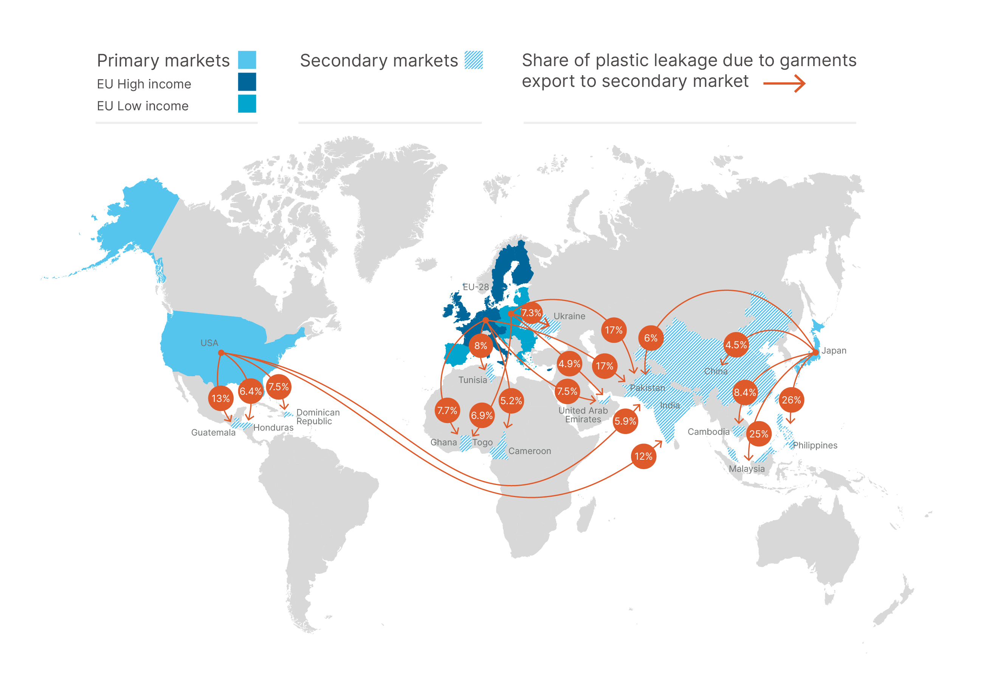 Primary markets
EU High income
EU Low income
Secondary markets
Share of plastic leakage due to garments
export to secondary market
EU-28
7.3%
Ukraine
17%
6%
USA
8%
4.5%
Japan
4.9%
17%
China
Tunisia
7.5%
6.4%
13%
Pakistan
7.5%
8.4%
5.2%
26%
India
7.7%
6.9%
United Arab
Emirates
5.9%
Dominican
Republic
Guatemala
Honduras
Cambodia
25%
Ghana
Togo
Cameroon
Philippines
12%
Malaysia